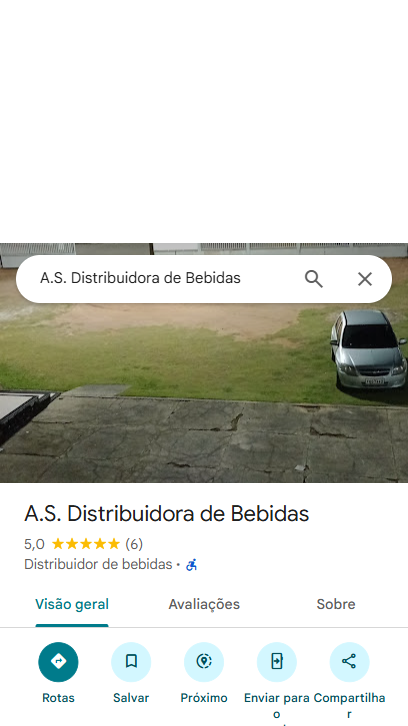 A.S. Distribuidora de Bebidas
A.S. Distribuidora de Bebidas
5,0 (6)
Distribuidor de bebidas ·
Visão geral Avaliações Sobre
Rotas Salvar Próximo Enviar para o Compartilhar